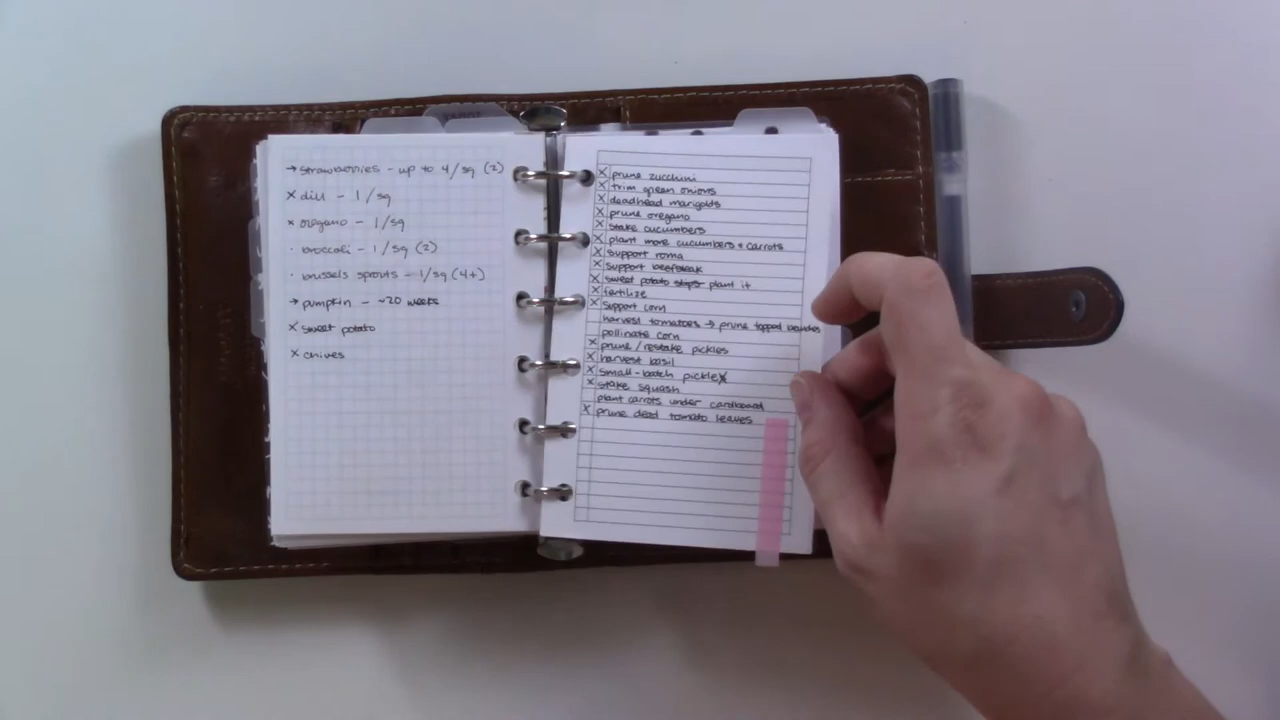 → strawberries - up to 4/sq (2)
× dill - 1/sq
× oregano - 1/sq
· broccoli - 1/sq (2)
· brussels sprouts - 1/sq (4+)
→ pumpkin - ~20 weeks
× sweet potato
× chives
× prune zucchini
× trim green onions
× deadhead marigolds
× prune oregano
× stake cucumbers
× plant more cucumbers + carrots
× support roma
× support beefsteak
× sweet potato slips plant it
× fertilize
× support corn
harvest tomatoes → prune topped branches
pollinate corn
× prune/restake pickles
× harvest basil
× small-batch pickles
× stake squash
plant carrots under cardboard
× prune dead tomato leaves